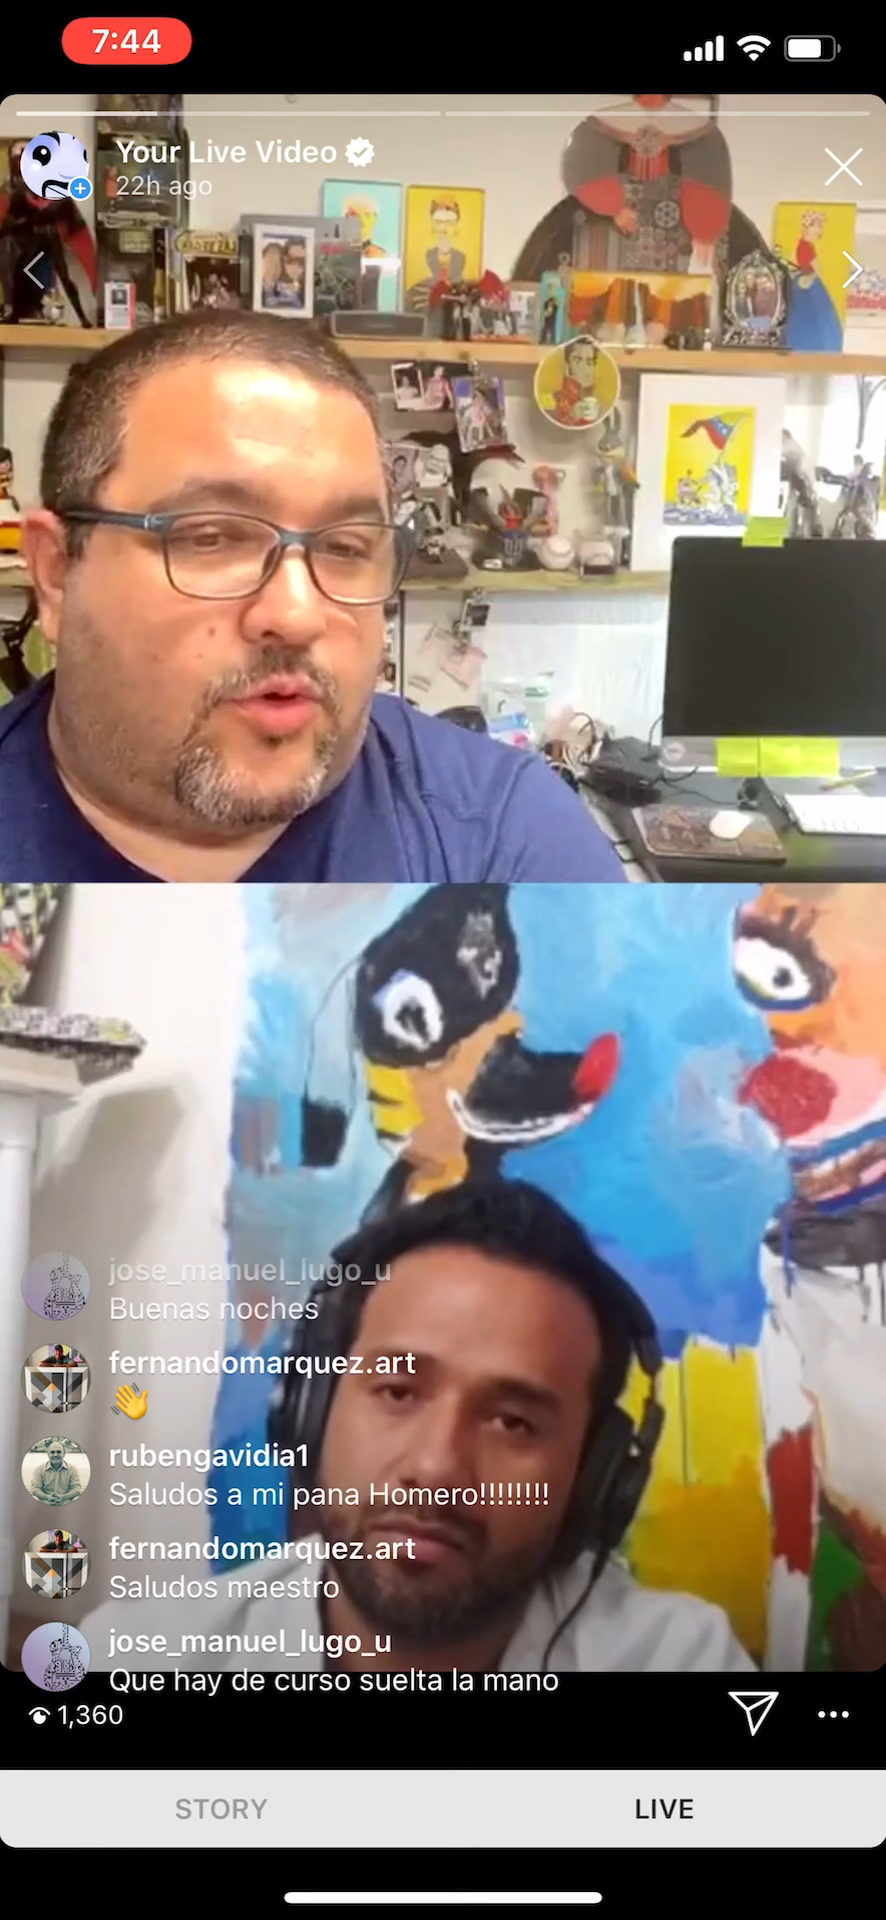 7:44
Your Live Video
22h ago
jose_manuel_lugo_u
Buenas noches
fernandomarquez.art
👋
rubengavidia1
Saludos a mi pana Homero!!!!!!!!
fernandomarquez.art
Saludos maestro
jose_manuel_lugo_u
Que hay de curso suelta la mano
1,360
STORY
LIVE